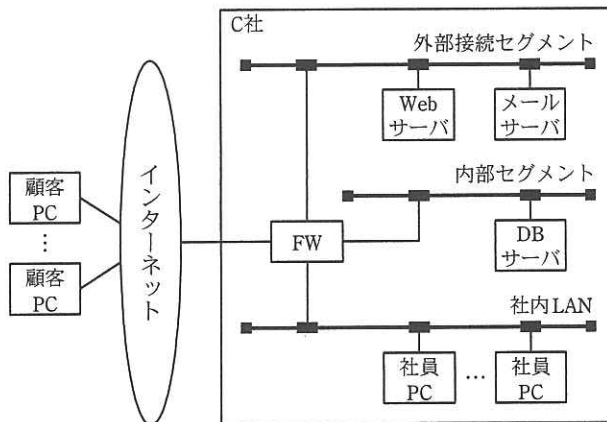 C社
外部接続セグメント
Web
サーバ
メール
サーバ
インターネット
顧客
PC
…
顧客
PC
内部セグメント
FW
DB
サーバ
社内LAN
社員
PC
…
社員
PC